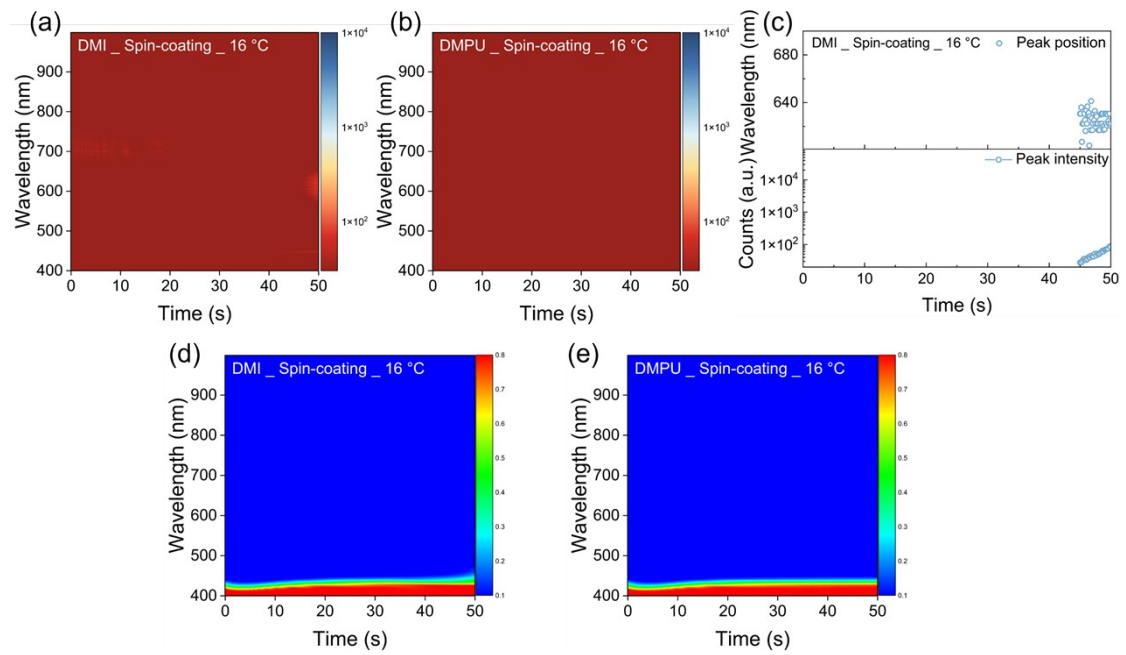 (a)
DMI _ Spin-coating _ 16 °C
Wavelength (nm)
900
800
700
600
500
400
0 10 20 30 40 50
Time (s)
1×10⁴
1×10³
1×10²
(b)
DMPU _ Spin-coating _ 16 °C
Wavelength (nm)
900
800
700
600
500
400
0 10 20 30 40 50
Time (s)
1×10⁴
1×10³
1×10²
(c)
DMI _ Spin-coating _ 16 °C
Peak position
Wavelength (nm)
680
640
Peak intensity
Counts (a.u.)
1×10⁴
1×10³
1×10²
0 10 20 30 40 50
Time (s)
(d)
DMI _ Spin-coating _ 16 °C
Wavelength (nm)
900
800
700
600
500
400
0 10 20 30 40 50
Time (s)
0.8
0.7
0.6
0.5
0.4
0.3
0.2
0.1
(e)
DMPU _ Spin-coating _ 16 °C
Wavelength (nm)
900
800
700
600
500
400
0 10 20 30 40 50
Time (s)
0.8
0.7
0.6
0.5
0.4
0.3
0.2
0.1